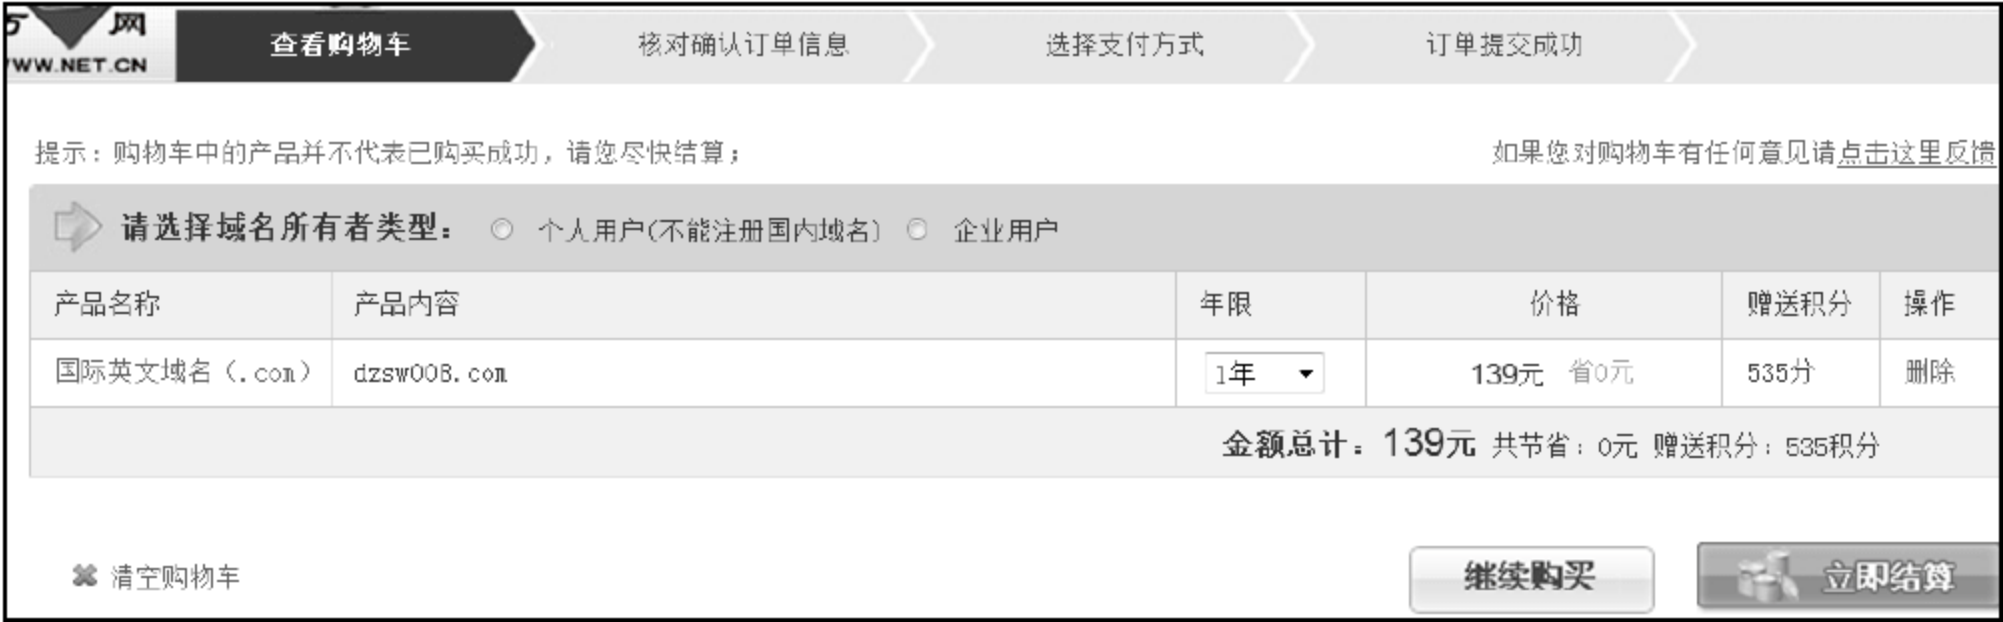 网
WW.NET.CN
查看购物车
核对确认订单信息
选择支付方式
订单提交成功
提示：购物车中的产品并不代表已购买成功，请您尽快结算；
如果您对购物车有任何意见请点击这里反馈
请选择域名所有者类型： 个人用户(不能注册国内域名) 企业用户
产品名称 产品内容 年限 价格 赠送积分 操作
国际英文域名（.com） dzsw008.com 1年 139元 省0元 535分 删除
金额总计：139元 共节省：0元 赠送积分：535积分
清空购物车 继续购买 立即结算